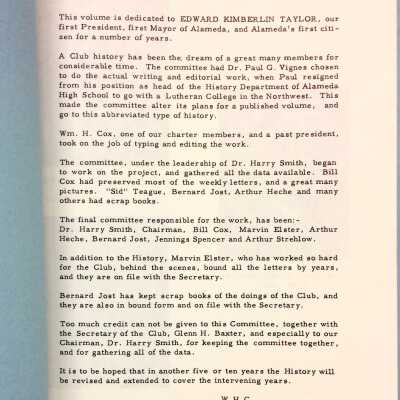 This volume is dedicated to EDWARD KIMBERLIN TAYLOR, our
first President, first Mayor of Alameda, and Alameda's first citi-
zen for a number of years.
A Club history has been the dream of a great many members for
considerable time. The committee had Dr. Paul G. Vignes chosen
to do the actual writing and editorial work, when Paul resigned
from his position as head of the History Department of Alameda
High School to go with a Lutheran College in the Northwest. This
made the committee alter its plans for a published volume, and
go to this abbreviated type of history.
Wm. H. Cox, one of our charter members, and a past president,
took on the job of typing and editing the work.
The committee, under the leadership of Dr. Harry Smith, began
to work on the project, and gathered all the data available. Bill
Cox had preserved most of the weekly letters, and a great many
pictures. "Sid" Teague, Bernard Jost, Arthur Heche and many
others had scrap books.
The final committee responsible for the work, has been:-
Dr. Harry Smith, Chairman, Bill Cox, Marvin Elster, Arthur
Heche, Bernard Jost, Jennings Spencer and Arthur Strehlow.
In addition to the History, Marvin Elster, who has worked so hard
for the Club, behind the scenes, bound all the letters by years,
and they are on file with the Secretary.
Bernard Jost has kept scrap books of the doings of the Club, and
they are also in bound form and on file with the Secretary.
Too much credit can not be given to this Committee, together with
the Secretary of the Club, Glenn H. Baxter, and especially to our
Chairman, Dr. Harry Smith, for keeping the committee together,
and for gathering all of the data.
It is to be hoped that in another five or ten years the History will
be revised and extended to cover the intervening years.
W.H.C.